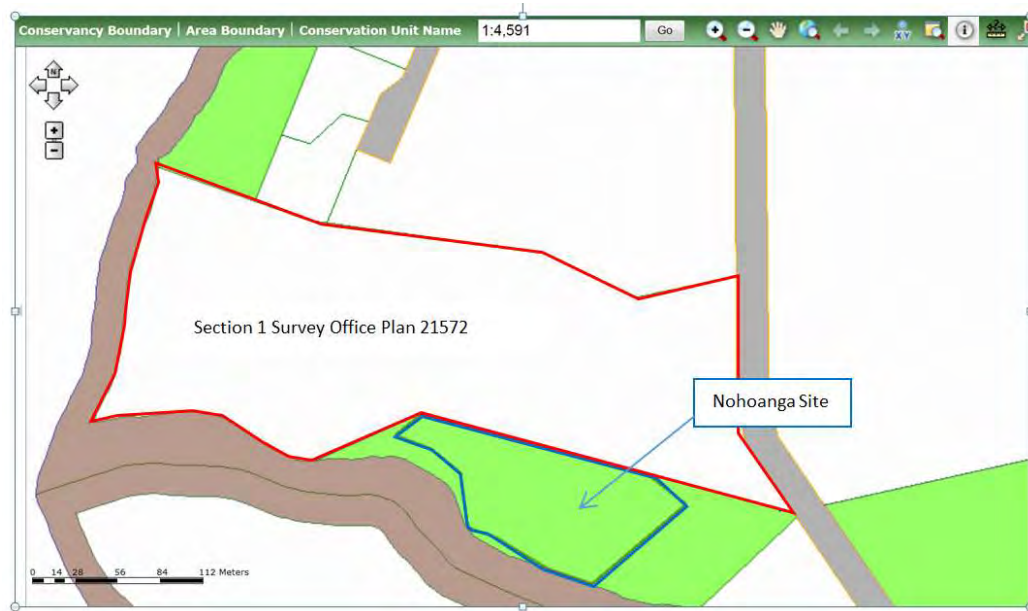 Conservancy Boundary | Area Boundary | Conservation Unit Name 1:4,591 Go
N
Section 1 Survey Office Plan 21572
Nohoanga Site
0 14 28 56 84 112 Meters